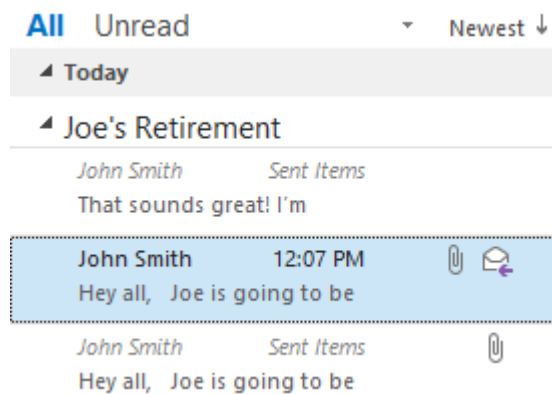 All Unread Newest
Today
Joe's Retirement
John Smith Sent Items
That sounds great! I'm
John Smith 12:07 PM
Hey all, Joe is going to be
John Smith Sent Items
Hey all, Joe is going to be